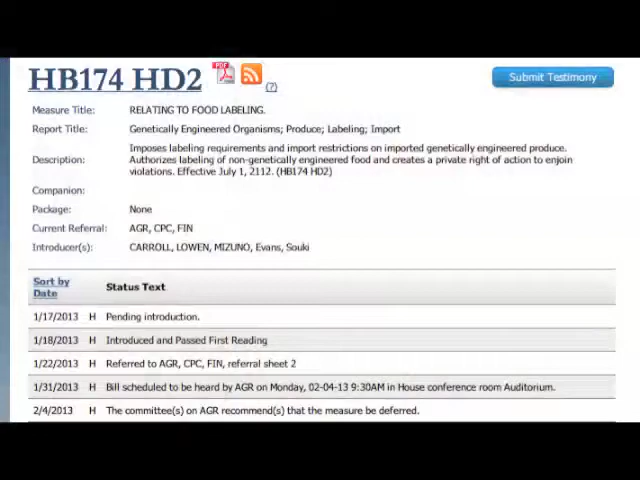 HB174 HD2
PDF
(?)
Submit Testimony
Measure Title: RELATING TO FOOD LABELING.
Report Title: Genetically Engineered Organisms; Produce; Labeling; Import
Imposes labeling requirements and import restrictions on imported genetically engineered produce.
Description: Authorizes labeling of non-genetically engineered food and creates a private right of action to enjoin
violations. Effective July 1, 2112. (HB174 HD2)
Companion:
Package: None
Current Referral: AGR, CPC, FIN
Introducer(s): CARROLL, LOWEN, MIZUNO, Evans, Souki
Sort by
Date
Status Text
1/17/2013 H Pending introduction.
1/18/2013 H Introduced and Passed First Reading
1/22/2013 H Referred to AGR, CPC, FIN, referral sheet 2
1/31/2013 H Bill scheduled to be heard by AGR on Monday, 02-04-13 9:30AM in House conference room Auditorium.
2/4/2013 H The committee(s) on AGR recommend(s) that the measure be deferred.